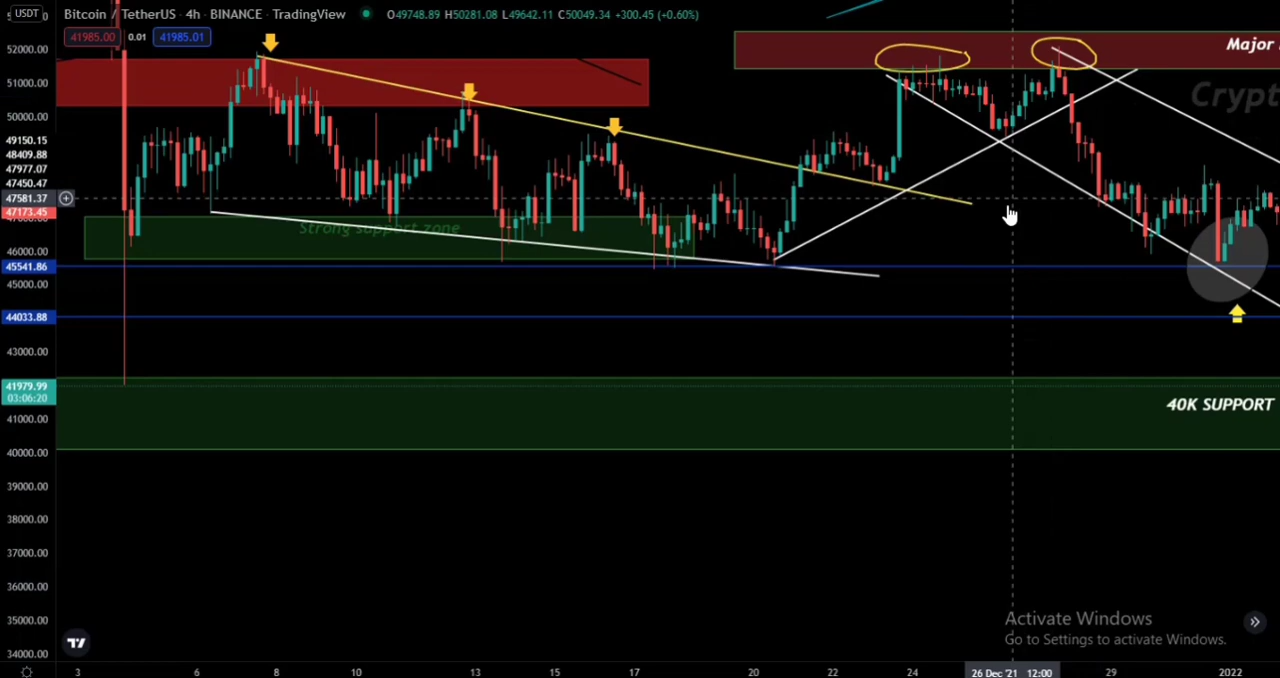 USDT
Bitcoin / TetherUS · 4h · BINANCE · TradingView
O49748.89 H50281.08 L49642.11 C50049.34 +300.45 (+0.60%)
41985.00 0.01 41985.01
52000.00
Major
51000.00
Crypt
50000.00
49150.15
48409.88
47977.07
47450.47
47581.37
47173.45
Strong support zone
46000.00
45541.86
45000.00
44033.88
43000.00
41979.99
03:06:20
40K SUPPORT
41000.00
40000.00
39000.00
38000.00
37000.00
36000.00
35000.00
Activate Windows
Go to Settings to activate Windows.
34000.00
3 6 8 10 13 15 17 20 22 24 26 Dec '21 12:00 29 2022